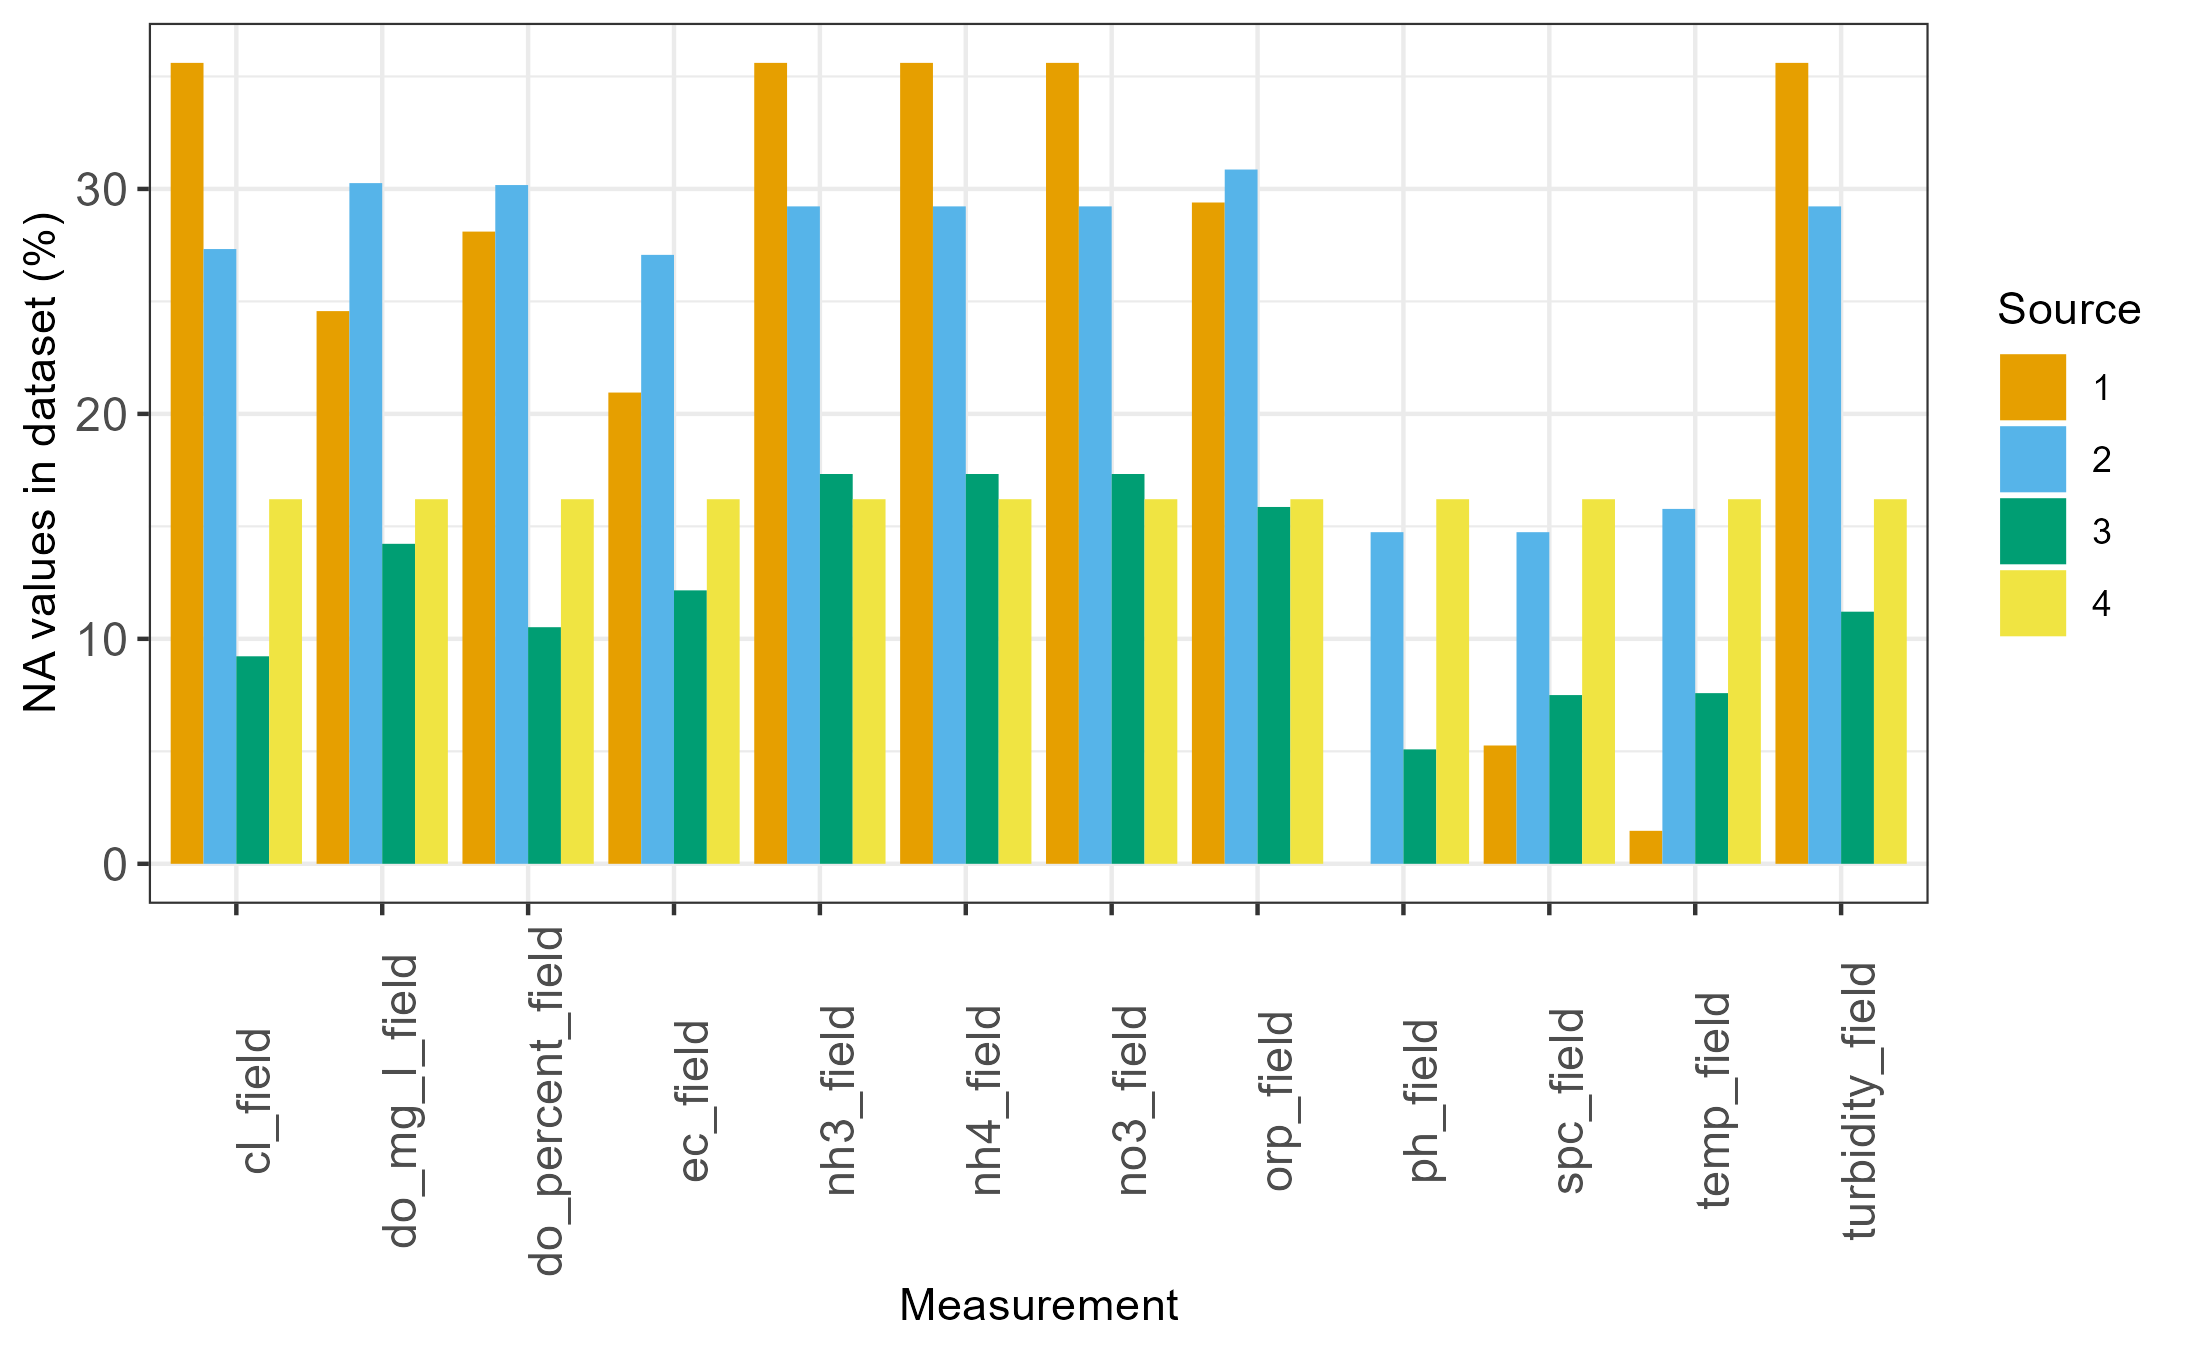 NA values in dataset (%)
30
20
10
0
cl_field
do_mg_l_field
do_percent_field
ec_field
nh3_field
nh4_field
no3_field
orp_field
ph_field
spc_field
temp_field
turbidity_field
Measurement
Source
1
2
3
4